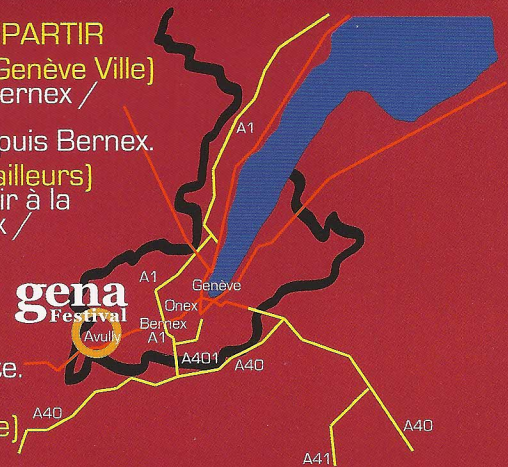 PARTIR
Genève Ville)
ernex /
puis Bernex.
ailleurs)
ir à la
x /
A1
A1
Genève
gena
Festival
Onex
Bernex
Avully
A1
A401
A40
te.
A40
A40
e)
A41